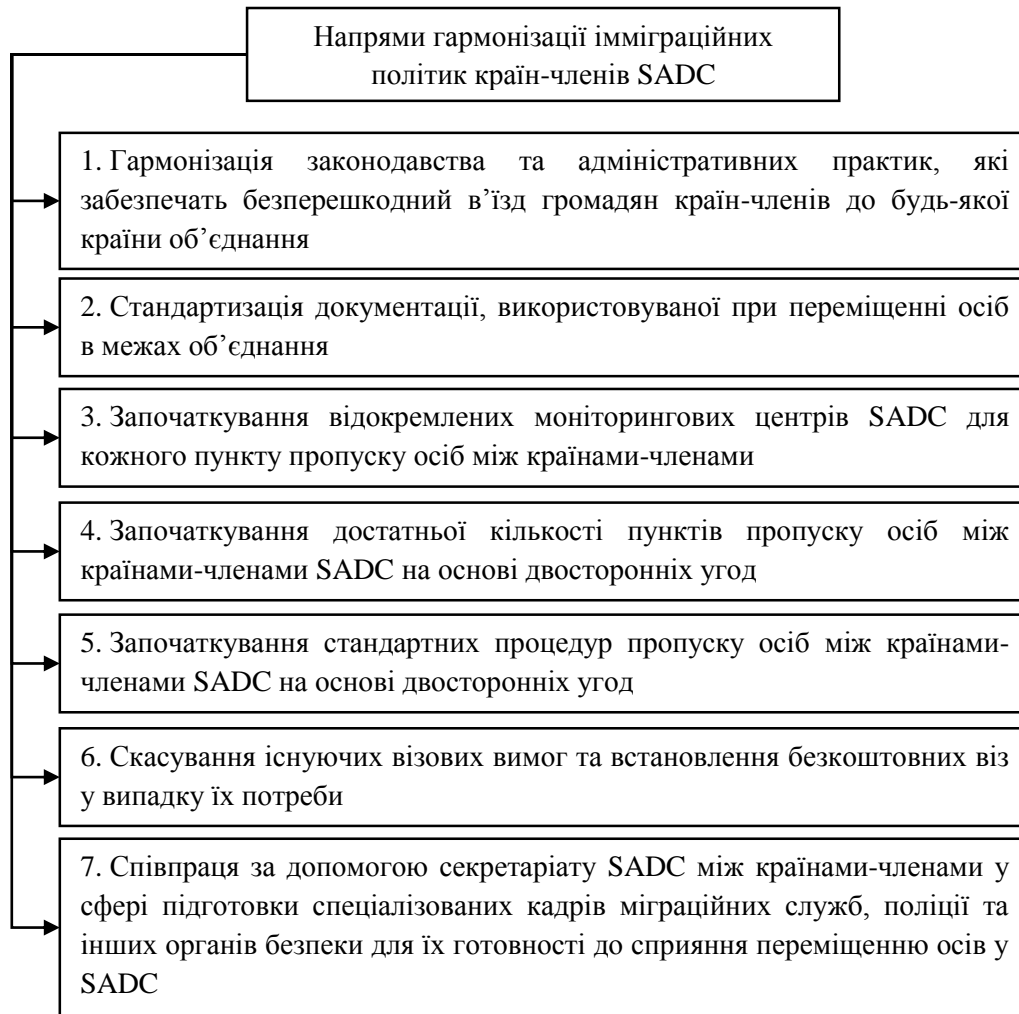 Напрями гармонізації імміграційних
політик країн-членів SADC
1. Гармонізація законодавства та адміністративних практик, які
забезпечать безперешкодний в’їзд громадян країн-членів до будь-якої
країни об’єднання
2. Стандартизація документації, використовуваної при переміщенні осіб
в межах об’єднання
3. Започаткування відокремлених моніторингових центрів SADC для
кожного пункту пропуску осіб між країнами-членами
4. Започаткування достатньої кількості пунктів пропуску осіб між
країнами-членами SADC на основі двосторонніх угод
5. Започаткування стандартних процедур пропуску осіб між країнами-
членами SADC на основі двосторонніх угод
6. Скасування існуючих візових вимог та встановлення безкоштовних віз
у випадку їх потреби
7. Співпраця за допомогою секретаріату SADC між країнами-членами у
сфері підготовки спеціалізованих кадрів міграційних служб, поліції та
інших органів безпеки для їх готовності до сприяння переміщенню осів у
SADC